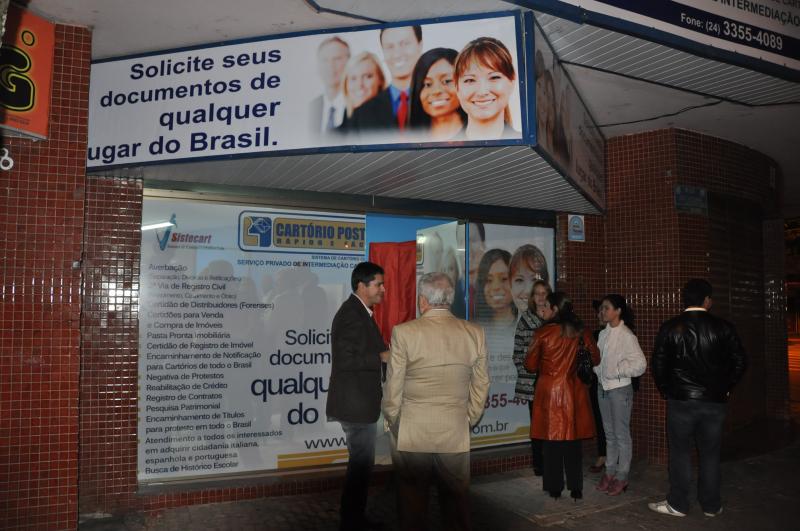 INTERMEDIAÇÃO
Fone: (24) 3355-4089
Solicite seus
documentos de
qualquer
ugar do Brasil.
Sistecart
CARTÓRIO POST
SERVIÇO PRIVADO DE INTERMEDIAÇÃO
Averbação
2ª Via de Registro Civil
Certidão de Distribuidores (Forenses)
Certidões para Venda
e Compra de Imóveis
Pasta Pronta Imobiliária
Certidão de Registro de Imóvel
Encaminhamento de Notificação
para Cartórios de todo o Brasil
Negativa de Protestos
Reabilitação de Crédito
Registro de Contratos
Pesquisa Patrimonial
Encaminhamento de Títulos
para protesto em todo o Brasil
Atendimento a todos os interessados
em adquirir cidadania italiana,
espanhola e portuguesa
Busca de Histórico Escolar
Solici
docum
qualqu
do
www.
om.br
3355-40